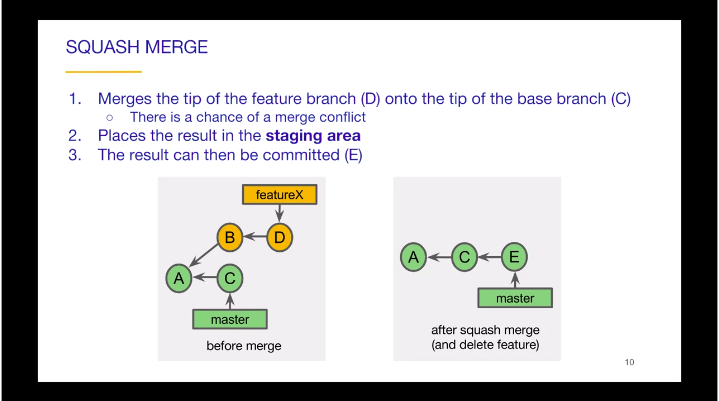 SQUASH MERGE
1. Merges the tip of the feature branch (D) onto the tip of the base branch (C)
○ There is a chance of a merge conflict
2. Places the result in the staging area
3. The result can then be committed (E)
featureX
B
D
A
C
master
before merge
A
C
E
master
after squash merge
(and delete feature)
10